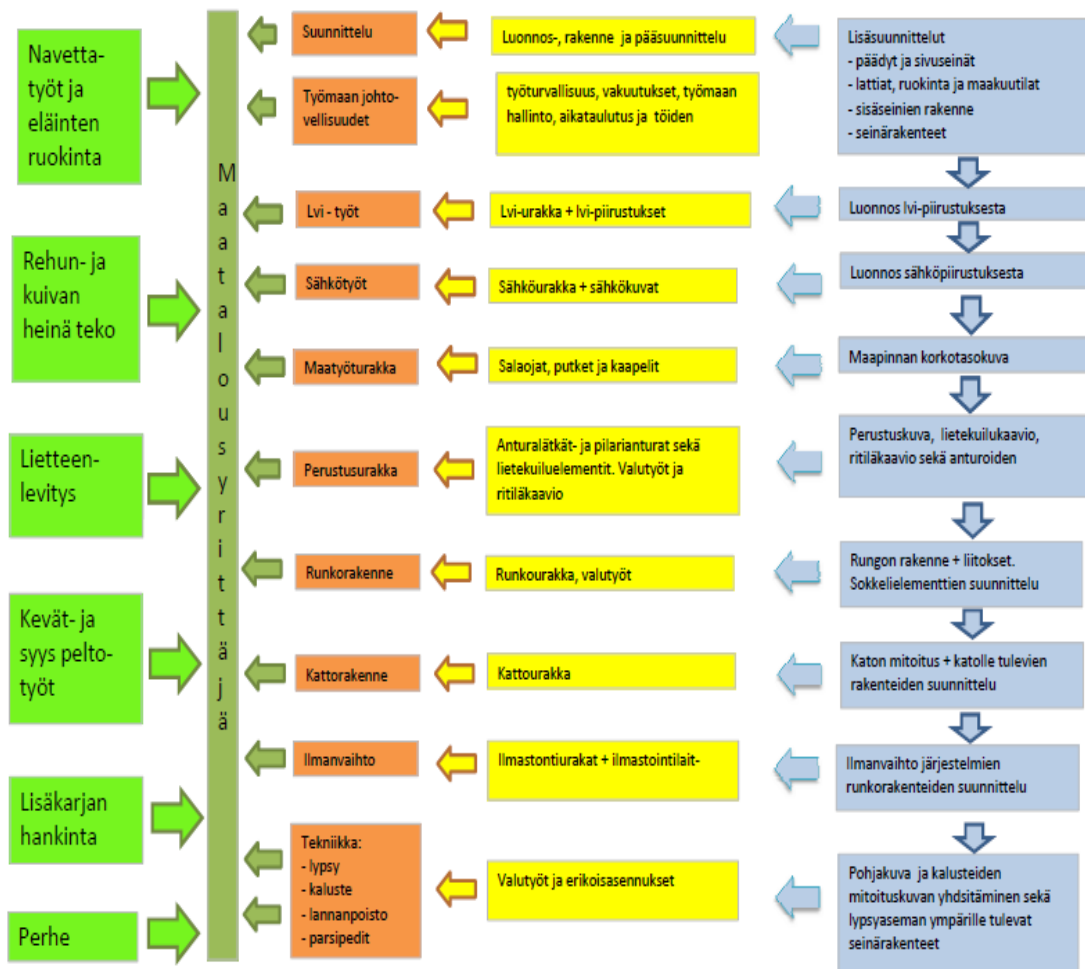 Navetta-
työt ja
eläinten
ruokinta
Rehun- ja
kuivan
heinä teko
Lietteen-
levitys
Kevät- ja
syys pelto-
työt
Lisäkarjan
hankinta
Perhe
Maatalousyrittäjä
Suunnittelu
Luonnos-, rakenne ja pääsuunnittelu
Lisäsuunnittelut
- päädyt ja sivuseinät
- lattiat, ruokinta ja maakuutilat
- sisäseinien rakenne
- seinärakenteet
Työmaan johto-
vellisuudet
työturvallisuus, vakuutukset, työmaan
hallinto, aikataulutus ja töiden
Lvi - työt
Lvi-urakka + lvi-piirustukset
Luonnos lvi-piirustuksesta
Sähkötyöt
Sähköurakka + sähkökuvat
Luonnos sähköpiirustuksesta
Maatyöturakka
Salaojat, putket ja kaapelit
Maapinnan korkotasokuva
Perustusurakka
Anturalätkät- ja pilarianturat sekä
lietekuiluelementit. Valutyöt ja
ritiläkaavio
Perustuskuva, lietekuilukaavio,
ritiläkaavio sekä anturoiden
Runkorakenne
Runkourakka, valutyöt
Rungon rakenne + liitokset.
Sokkelielementtien suunnittelu
Kattorakenne
Kattourakka
Katon mitoitus + katolle tulevien
rakenteiden suunnittelu
Ilmanvaihto
Ilmastontiurakat + ilmastointilait-
Ilmanvaihto järjestelmien
runkorakenteiden suunnittelu
Tekniikka:
- lypsy
- kaluste
- lannanpoisto
- parsipedit
Valutyöt ja erikoisasennukset
Pohjakuva ja kalusteiden
mitoituskuvan yhdsitäminen sekä
lypsyaseman ympärille tulevat
seinärakenteet